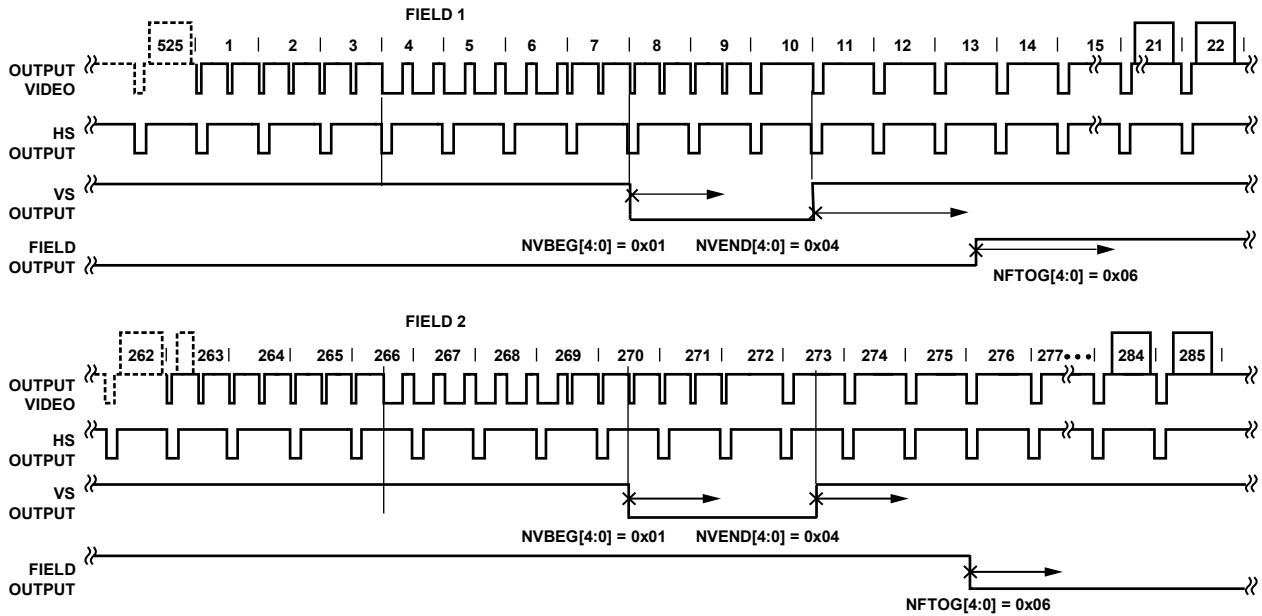 FIELD 1
525 1 2 3 4 5 6 7 8 9 10 11 12 13 14 15 21 22
OUTPUT
VIDEO
HS
OUTPUT
VS
OUTPUT
NVBEG[4:0] = 0x01 NVEND[4:0] = 0x04
FIELD
OUTPUT
NFTOG[4:0] = 0x06
FIELD 2
262 263 264 265 266 267 268 269 270 271 272 273 274 275 276 277 284 285
OUTPUT
VIDEO
HS
OUTPUT
VS
OUTPUT
NVBEG[4:0] = 0x01 NVEND[4:0] = 0x04
FIELD
OUTPUT
NFTOG[4:0] = 0x06